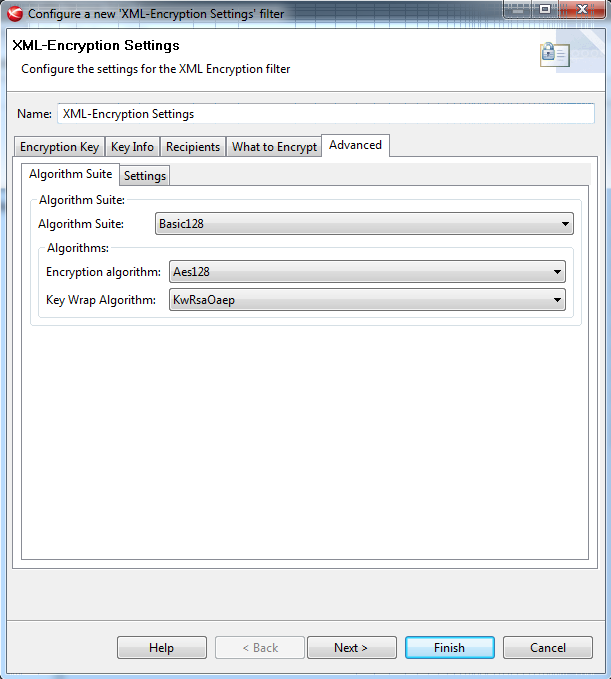 Configure a new 'XML-Encryption Settings' filter
XML-Encryption Settings
Configure the settings for the XML Encryption filter
Name: XML-Encryption Settings
Encryption Key Key Info Recipients What to Encrypt Advanced
Algorithm Suite Settings
Algorithm Suite:
Algorithm Suite: Basic128
Algorithms:
Encryption algorithm: Aes128
Key Wrap Algorithm: KwRsaOaep
Help < Back Next > Finish Cancel